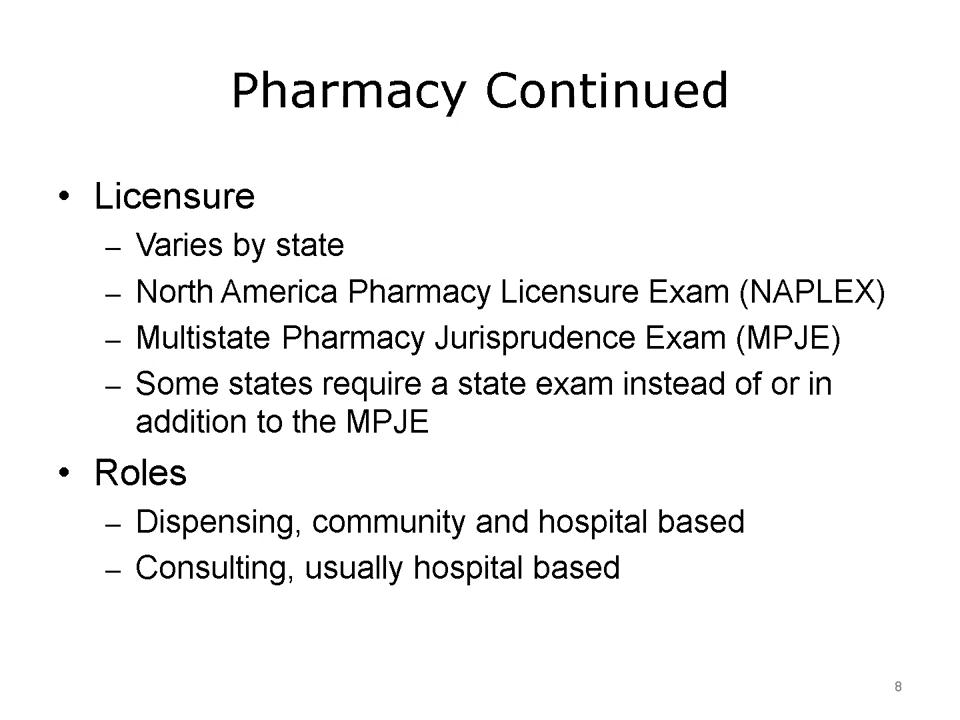 Pharmacy Continued
• Licensure
– Varies by state
– North America Pharmacy Licensure Exam (NAPLEX)
– Multistate Pharmacy Jurisprudence Exam (MPJE)
– Some states require a state exam instead of or in
addition to the MPJE
• Roles
– Dispensing, community and hospital based
– Consulting, usually hospital based
8